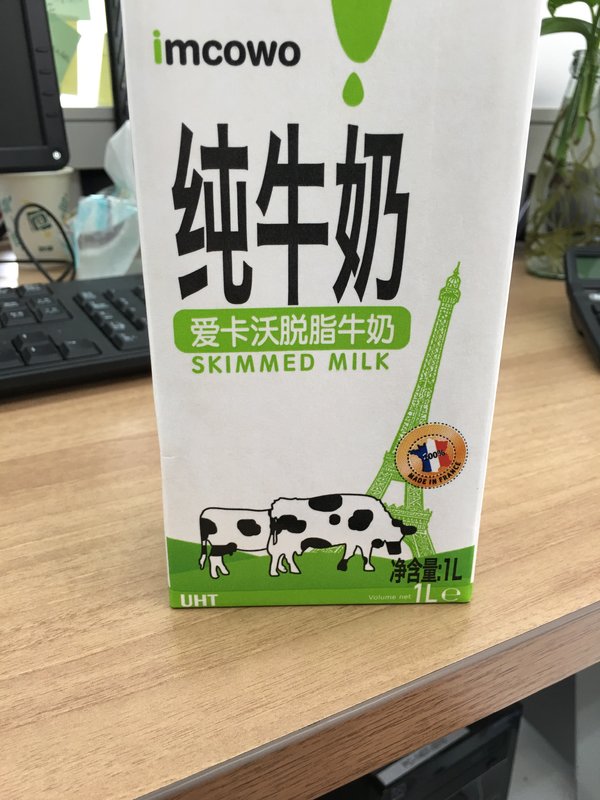 imcowo
纯牛奶
爱卡沃脱脂牛奶
SKIMMED MILK
100%
MADE IN FRANCE
净含量:1L
UHT Volume net 1L e